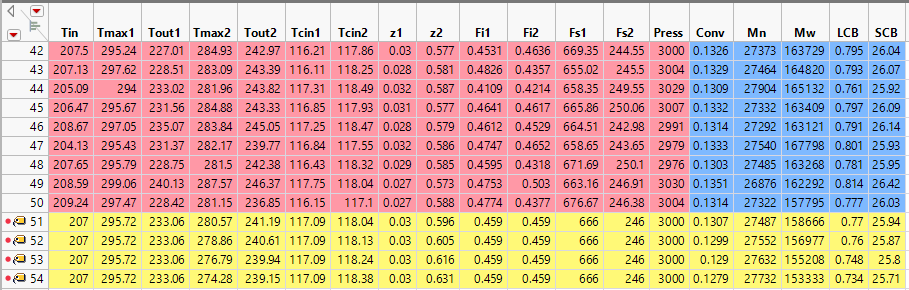 Tin Tmax1 Tout1 Tmax2 Tout2 Tcin1 Tcin2 z1 z2 Fi1 Fi2 Fs1 Fs2 Press Conv Mn Mw LCB SCB
42 207.5 295.24 227.01 284.93 242.97 116.21 117.86 0.03 0.577 0.4531 0.4636 669.35 244.55 3000 0.1326 27373 163729 0.795 26.04
43 207.13 297.62 228.51 283.09 243.39 116.11 118.25 0.028 0.581 0.4826 0.4357 655.02 245.5 3004 0.1329 27464 164820 0.793 26.07
44 205.09 294 233.02 281.96 243.82 117.31 118.49 0.032 0.587 0.4109 0.4214 658.35 249.55 3029 0.1309 27904 165132 0.761 25.92
45 206.47 295.67 231.56 284.88 243.33 116.85 117.93 0.031 0.577 0.4641 0.4617 665.86 250.06 3007 0.1332 27332 163409 0.797 26.09
46 208.67 297.05 235.07 283.84 245.05 117.25 118.47 0.028 0.579 0.4612 0.4529 664.51 242.98 2991 0.1314 27292 163121 0.791 26.14
47 204.13 295.43 231.37 282.17 239.77 116.84 117.55 0.032 0.586 0.4747 0.4652 658.65 243.65 2979 0.1333 27540 167798 0.801 25.93
48 207.65 295.79 228.75 281.5 242.38 116.43 118.32 0.029 0.585 0.4595 0.4318 671.69 250.1 2976 0.1303 27485 163268 0.781 25.95
49 208.59 299.06 240.13 287.57 246.37 117.75 118.04 0.027 0.573 0.4753 0.503 663.16 246.91 3030 0.1351 26876 162292 0.814 26.42
50 209.24 297.47 228.42 281.15 236.85 116.15 117.1 0.027 0.588 0.4774 0.4377 676.67 246.38 3004 0.1314 27322 157795 0.777 26.03
51 207 295.72 233.06 280.57 241.19 117.09 118.04 0.03 0.596 0.459 0.459 666 246 3000 0.1307 27487 158666 0.77 25.94
52 207 295.72 233.06 278.86 240.61 117.09 118.13 0.03 0.605 0.459 0.459 666 246 3000 0.1299 27552 156977 0.76 25.87
53 207 295.72 233.06 276.79 239.94 117.09 118.24 0.03 0.616 0.459 0.459 666 246 3000 0.129 27632 155208 0.748 25.8
54 207 295.72 233.06 274.28 239.15 117.09 118.38 0.03 0.631 0.459 0.459 666 246 3000 0.1279 27732 153333 0.734 25.71